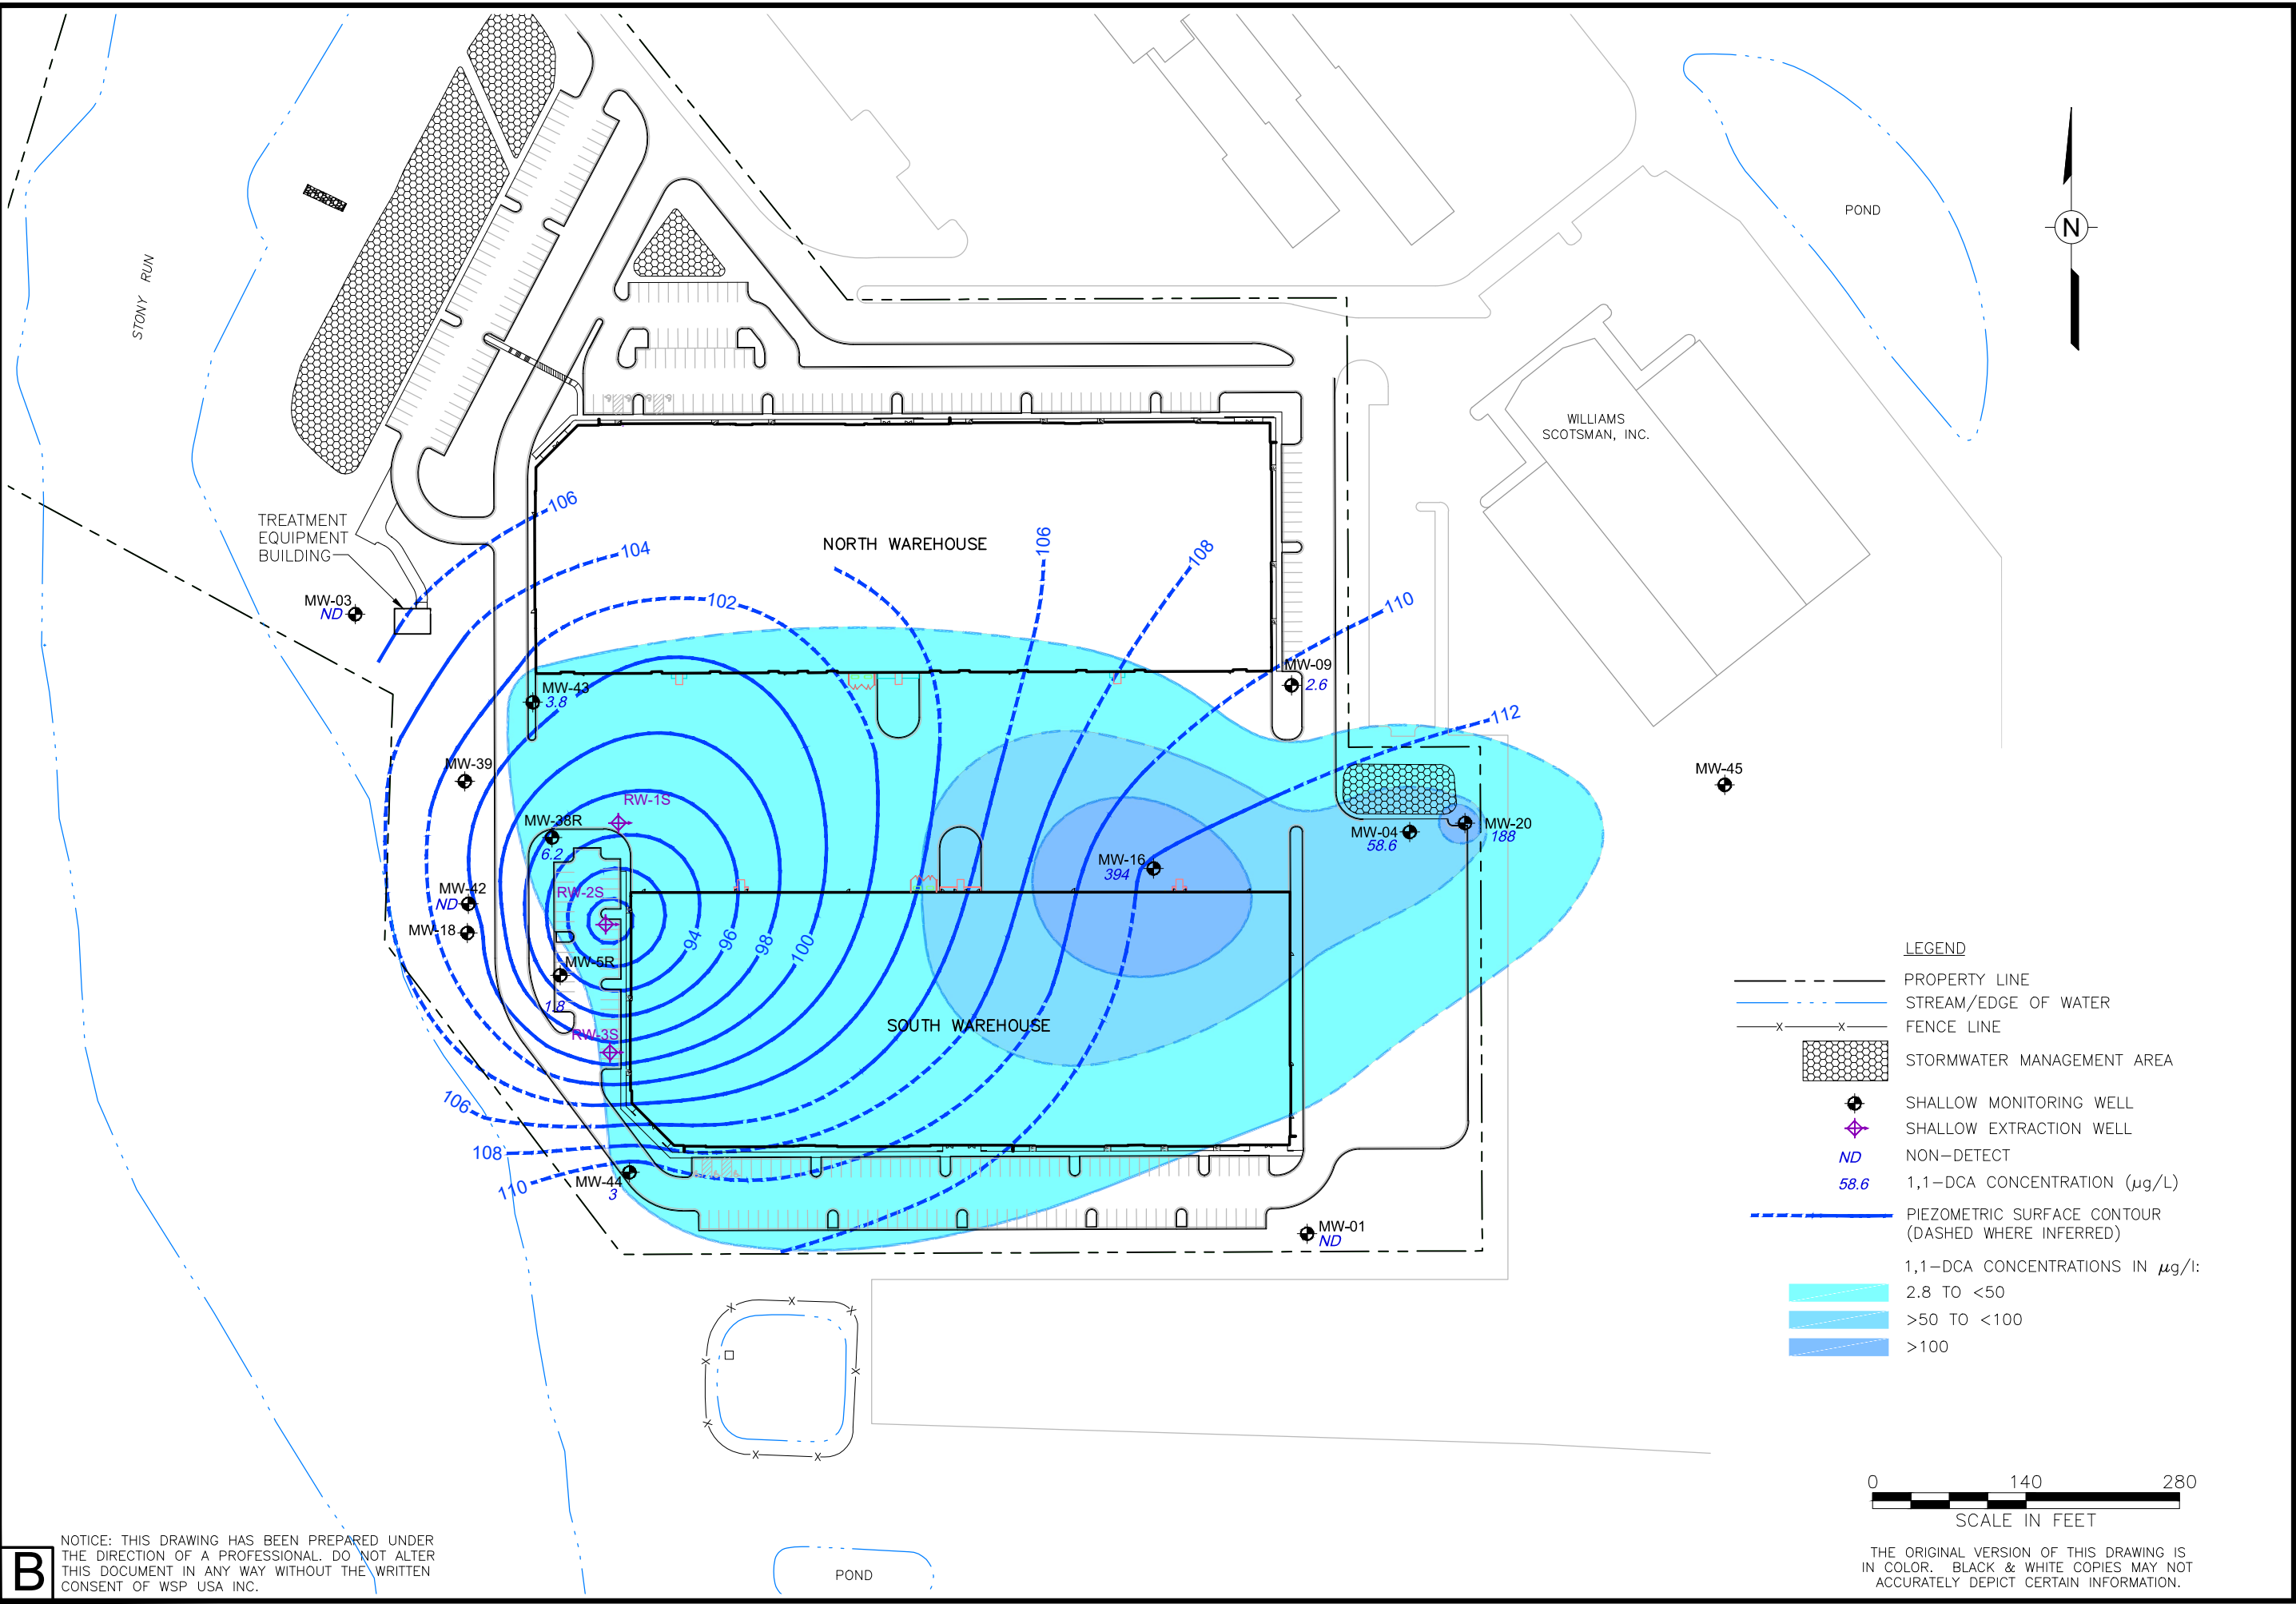 POND
N
STONY RUN
WILLIAMS
SCOTSMAN, INC.
106
TREATMENT
EQUIPMENT
BUILDING
104
NORTH WAREHOUSE
106
108
MW-03
ND
102
110
MW-09
2.6
MW-43
3.8
112
MW-39
MW-45
RW-1S
MW-38R
6.2
MW-04
58.6
MW-20
188
MW-16
394
MW-42
ND
RW-2S
MW-18
94
96
98
100
MW-5R
1.8
SOUTH WAREHOUSE
RW-3S
106
108
110
MW-44
3
MW-01
ND
LEGEND
PROPERTY LINE
STREAM/EDGE OF WATER
X X FENCE LINE
STORMWATER MANAGEMENT AREA
SHALLOW MONITORING WELL
SHALLOW EXTRACTION WELL
ND NON-DETECT
58.6 1,1-DCA CONCENTRATION (µg/L)
PIEZOMETRIC SURFACE CONTOUR
(DASHED WHERE INFERRED)
1,1-DCA CONCENTRATIONS IN µg/l:
2.8 TO <50
>50 TO <100
>100
0 140 280
SCALE IN FEET
THE ORIGINAL VERSION OF THIS DRAWING IS
IN COLOR. BLACK & WHITE COPIES MAY NOT
ACCURATELY DEPICT CERTAIN INFORMATION.
POND
B
NOTICE: THIS DRAWING HAS BEEN PREPARED UNDER
THE DIRECTION OF A PROFESSIONAL. DO NOT ALTER
THIS DOCUMENT IN ANY WAY WITHOUT THE WRITTEN
CONSENT OF WSP USA INC.